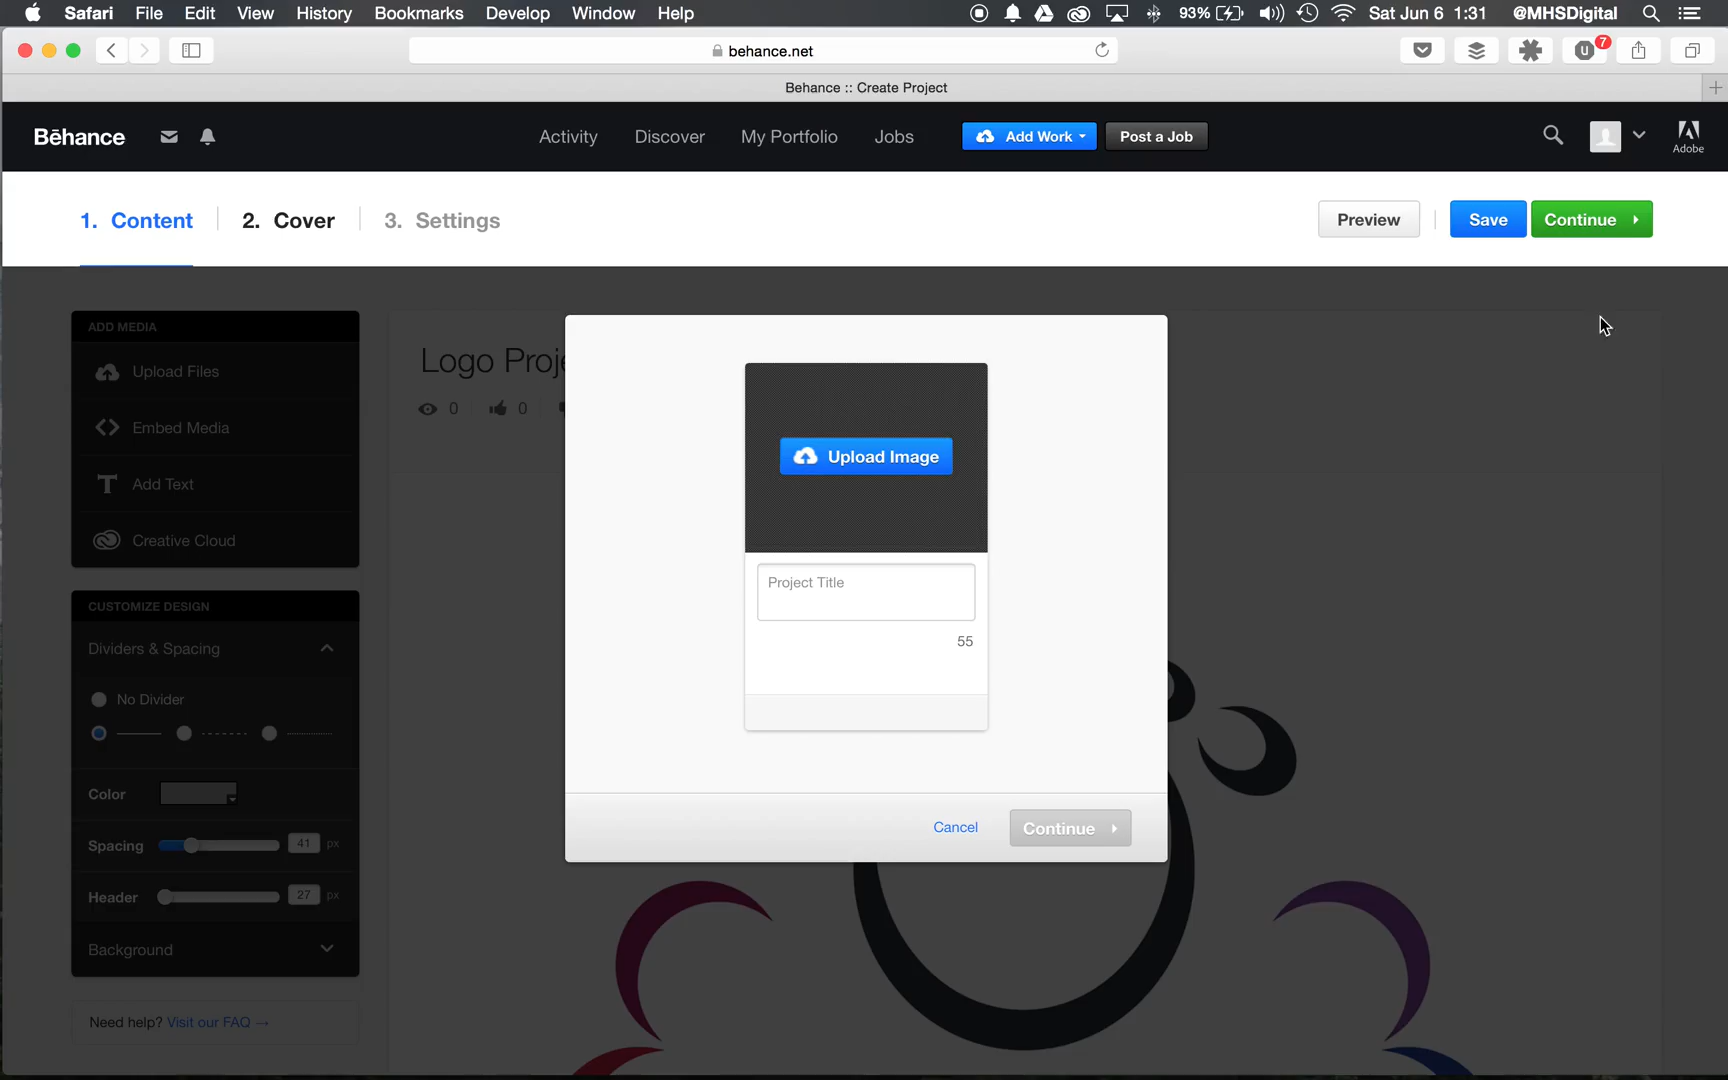 Safari File Edit View History Bookmarks Develop Window Help 93% Sat Jun 6 1:31 @MHSDigital
behance.net
U 7
Behance :: Create Project
Bēhance Activity Discover My Portfolio Jobs Add Work Post a Job
Adobe
1. Content 2. Cover 3. Settings Preview Save Continue
ADD MEDIA
Upload Files
Embed Media
T Add Text
Creative Cloud
CUSTOMIZE DESIGN
Dividers & Spacing
No Divider
Color
Spacing 41 px
Header 27 px
Background
Need help? Visit our FAQ →
Logo Proje
0 0
Upload Image
Project Title
55
Cancel Continue